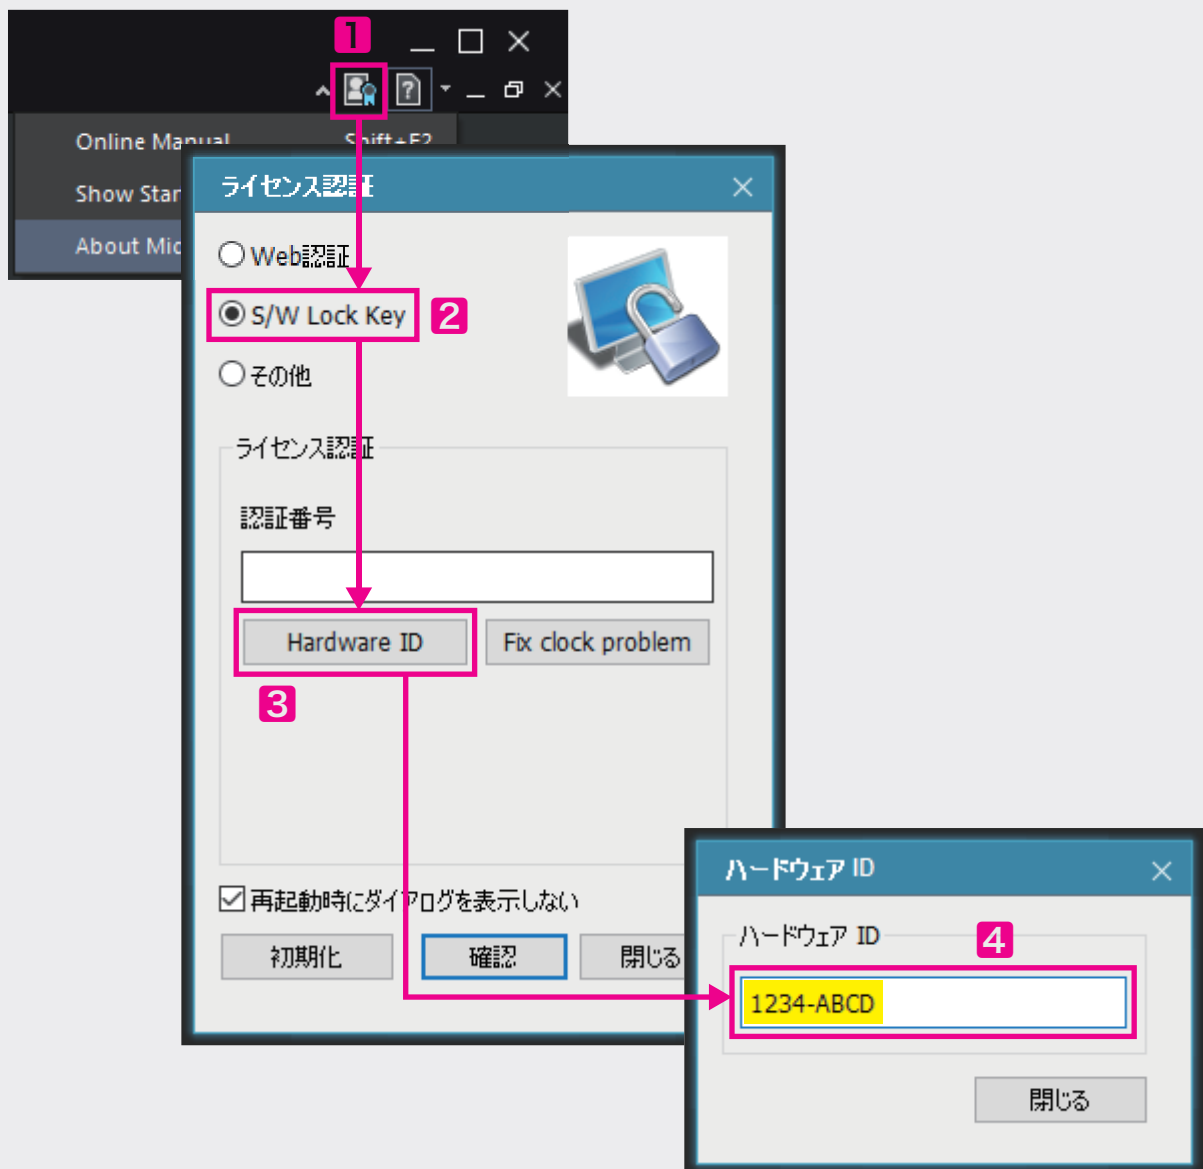 1
Online Manual Shift+F2
Show Star
About Mic
ライセンス認証
Web認証
S/W Lock Key
2
その他
ライセンス認証
認証番号
Hardware ID Fix clock problem
3
再起動時にダイアログを表示しない
初期化 確認 閉じる
ハードウェア ID
ハードウェア ID
4
1234-ABCD
閉じる